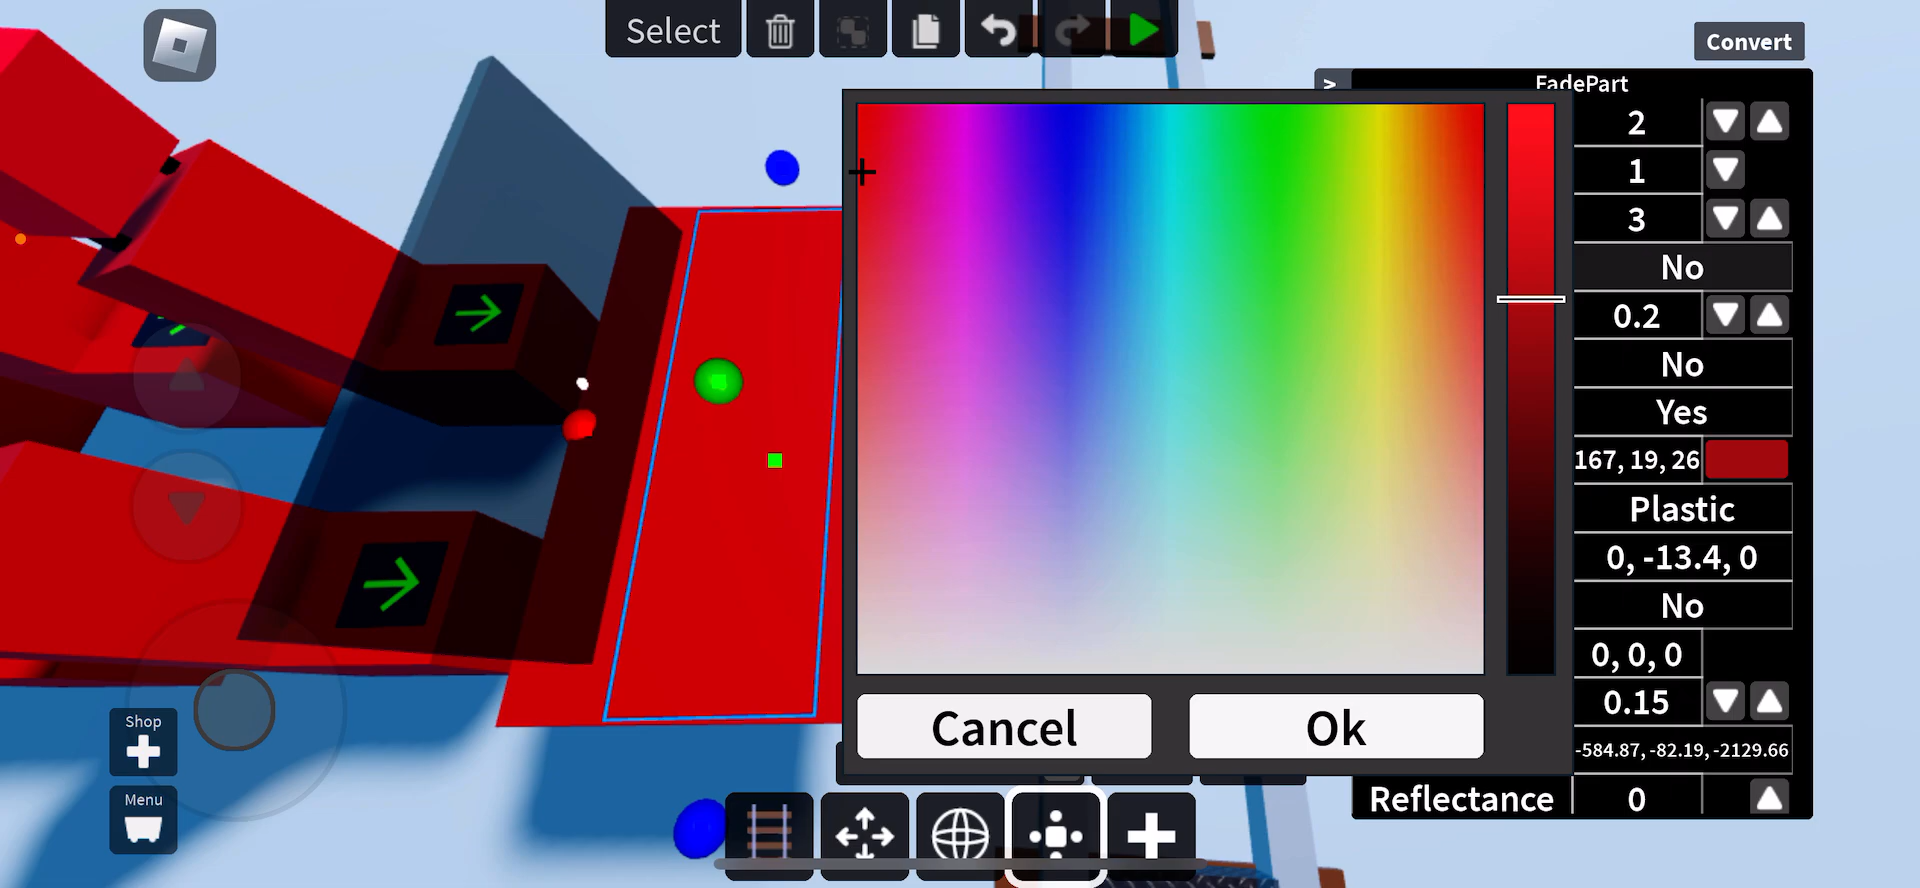 Select
Convert
>
FadePart
2
1
3
No
0.2
No
Yes
167, 19, 26
Plastic
0, -13.4, 0
No
0, 0, 0
0.15
-584.87, -82.19, -2129.66
Reflectance 0
Cancel
Ok
Shop
Menu